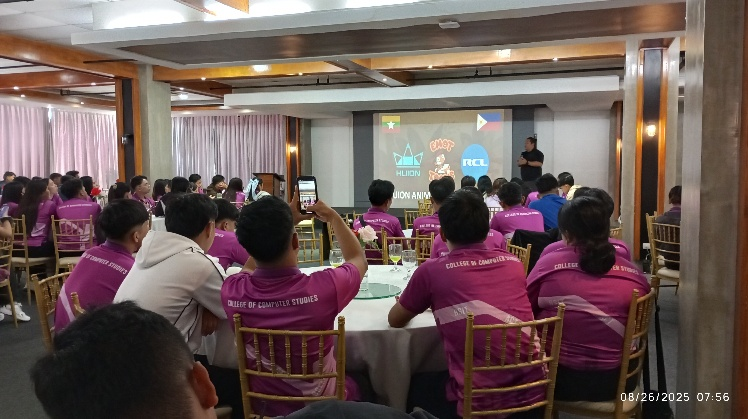 HUION
RCL
HUION ANIM
COLLEGE OF COMPUTER STUDIES
COLLEGE OF COMPUTER STUDIES
COLLEGE OF COMPUTER STUDIES
COLLEGE OF COMPUTER STUDIES
08/26/2025 07:56